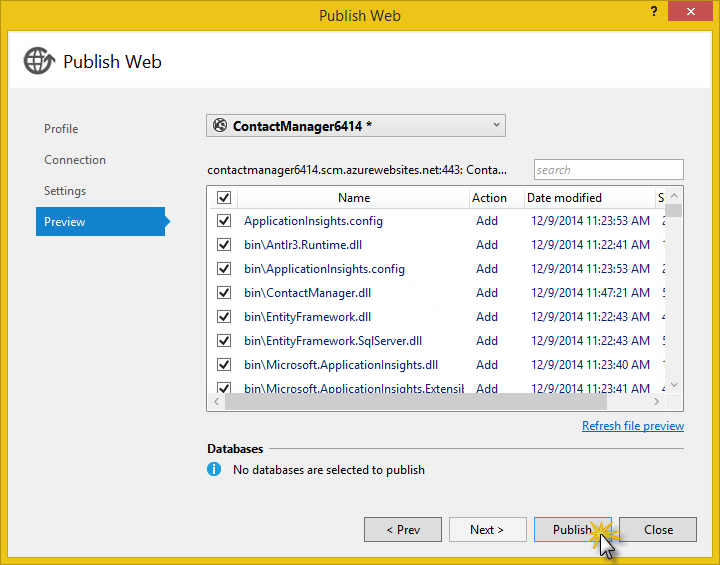 Publish Web
?
Publish Web
Profile
Connection
Settings
Preview
ContactManager6414 *
contactmanager6414.scm.azurewebsites.net:443: Conta...
search
Name Action Date modified S
ApplicationInsights.config Add 12/9/2014 11:23:53 AM 2
bin\Antlr3.Runtime.dll Add 12/9/2014 11:22:41 AM 1
bin\ApplicationInsights.config Add 12/9/2014 11:23:53 AM 2
bin\ContactManager.dll Add 12/9/2014 11:47:21 AM 5
bin\EntityFramework.dll Add 12/9/2014 11:22:43 AM 4
bin\EntityFramework.SqlServer.dll Add 12/9/2014 11:22:43 AM 5
bin\Microsoft.ApplicationInsights.dll Add 12/9/2014 11:23:40 AM 1
bin\Microsoft.ApplicationInsights.Extensib Add 12/9/2014 11:23:41 AM 4
Refresh file preview
Databases
No databases are selected to publish
< Prev
Next >
Publish
Close